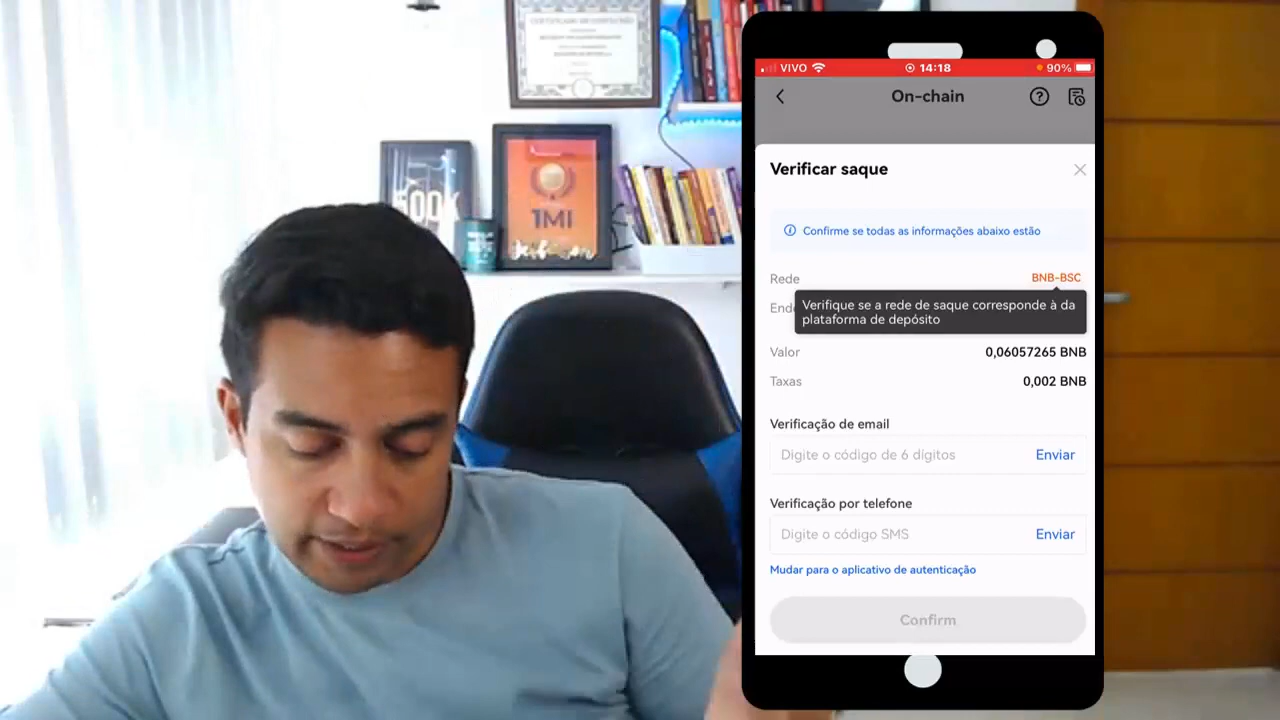 500K
1MI
VIVO
14:18
90%
On-chain
Verificar saque
Confirme se todas as informações abaixo estão
Rede
BNB-BSC
Verifique se a rede de saque corresponde à da
plataforma de depósito
Valor
0,06057265 BNB
Taxas
0,002 BNB
Verificação de email
Digite o código de 6 dígitos
Enviar
Verificação por telefone
Digite o código SMS
Enviar
Mudar para o aplicativo de autenticação
Confirm